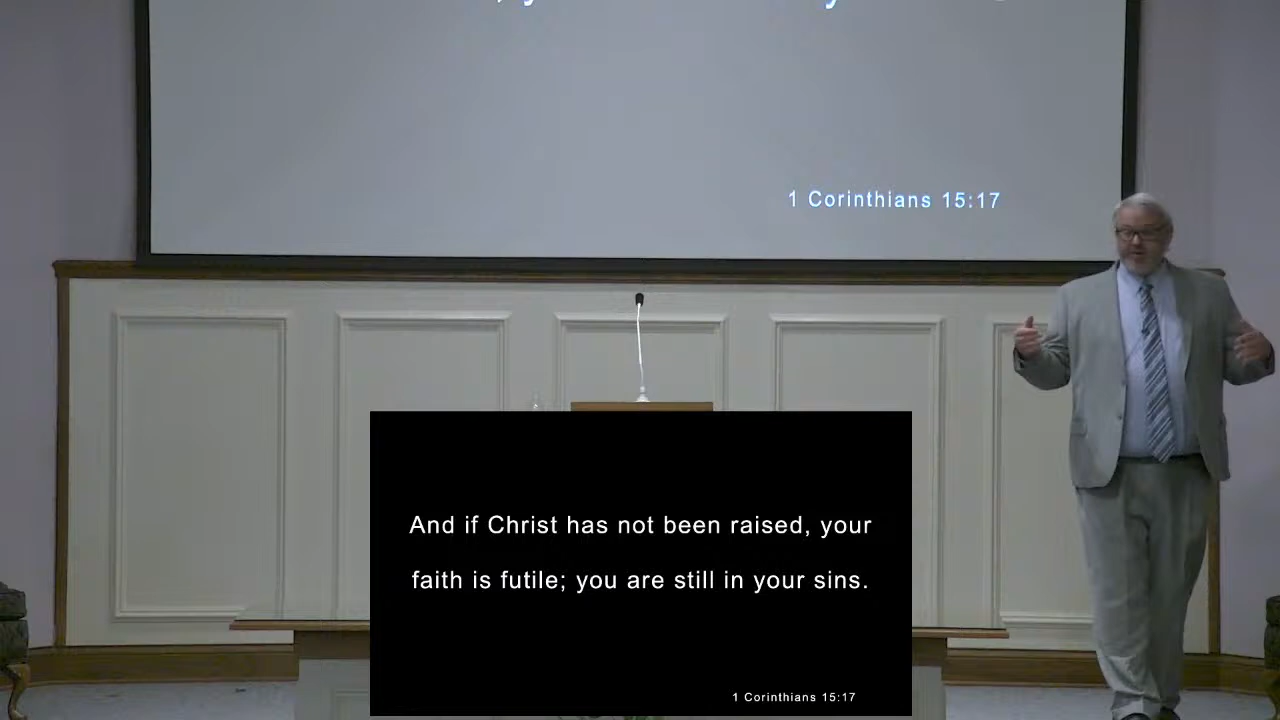 1 Corinthians 15:17
And if Christ has not been raised, your
faith is futile; you are still in your sins.
1 Corinthians 15:17